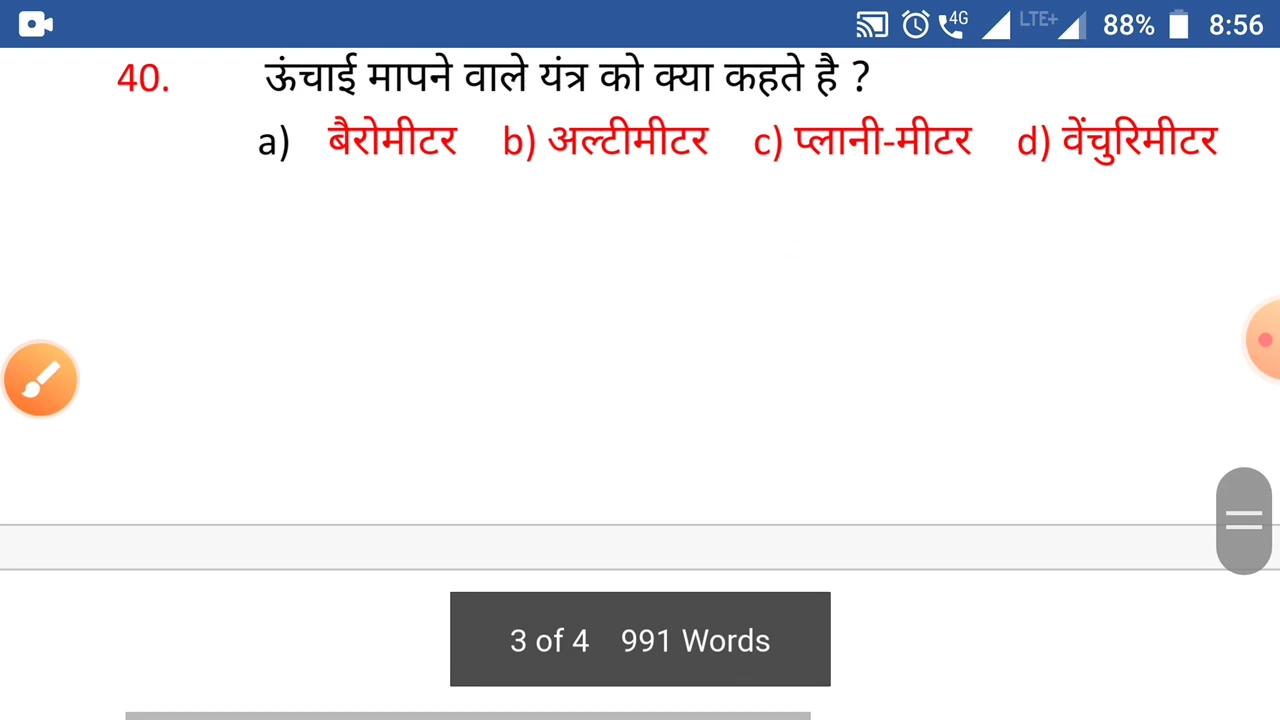 4G LTE+ 88% 8:56
40. ऊंचाई मापने वाले यंत्र को क्या कहते है ?
a) बैरोमीटर b) अल्टीमीटर c) प्लानी-मीटर d) वेंचुरिमीटर
3 of 4 991 Words